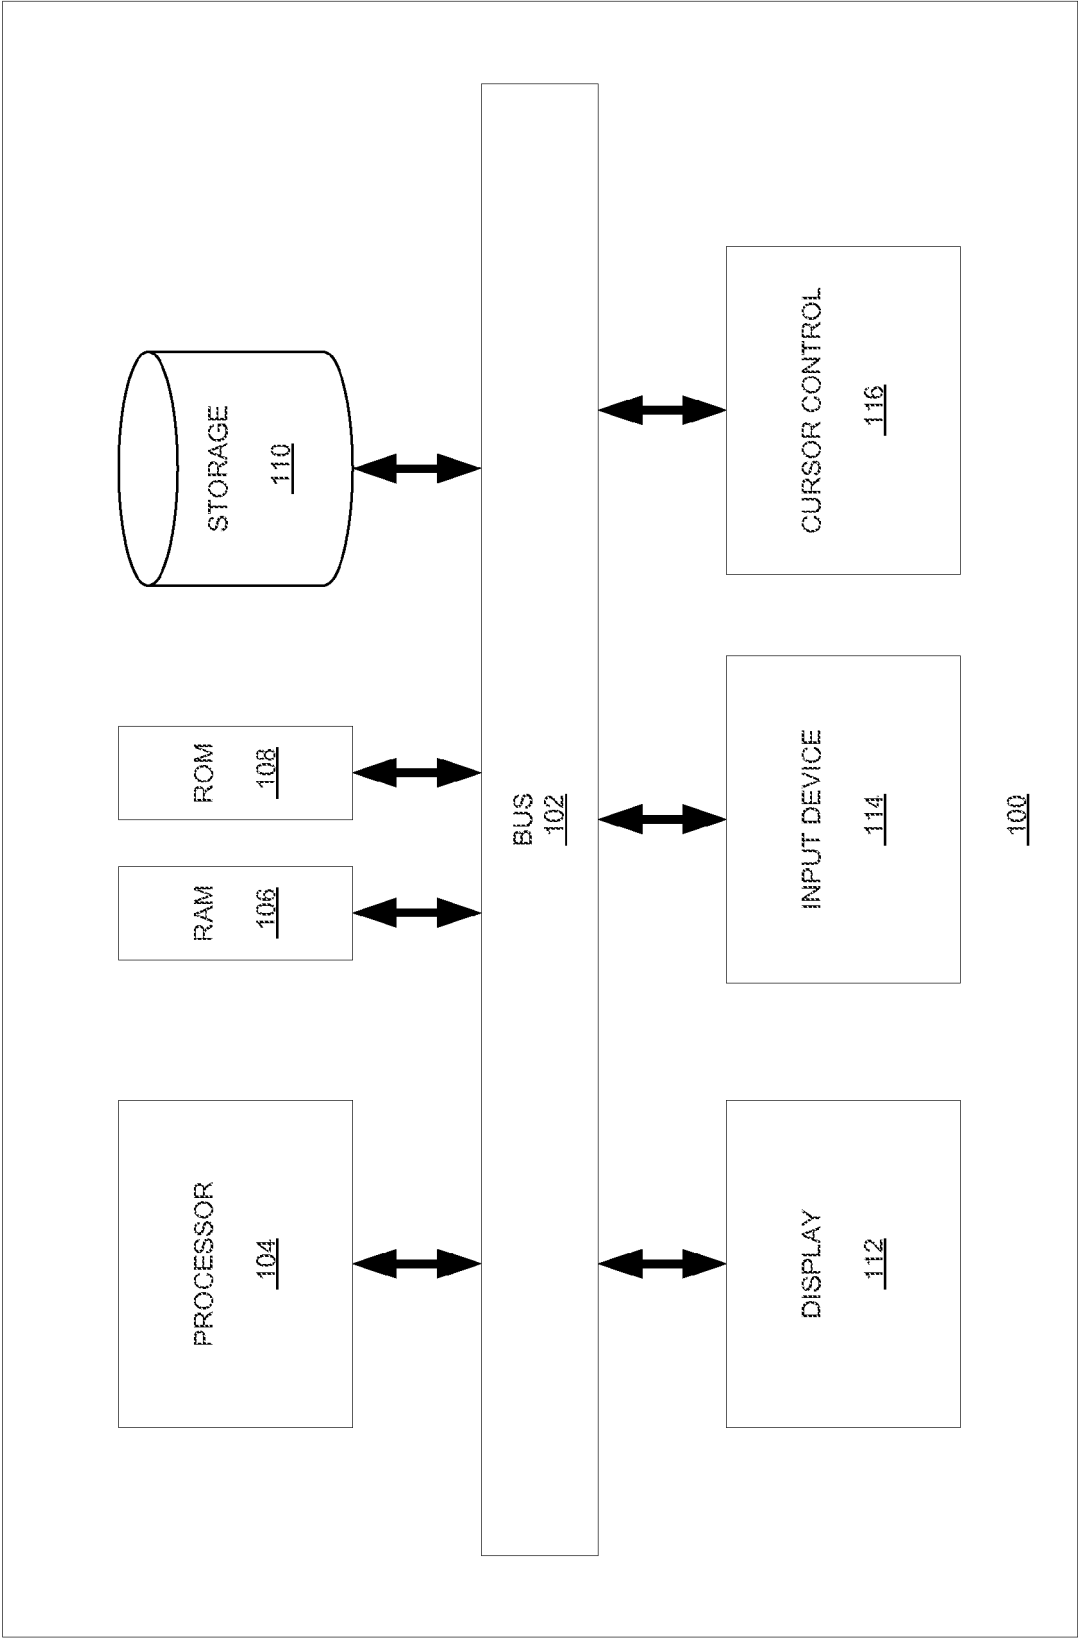 PROCESSOR
104
RAM
106
ROM
108
STORAGE
110
BUS
102
DISPLAY
112
INPUT DEVICE
114
CURSOR CONTROL
116
100